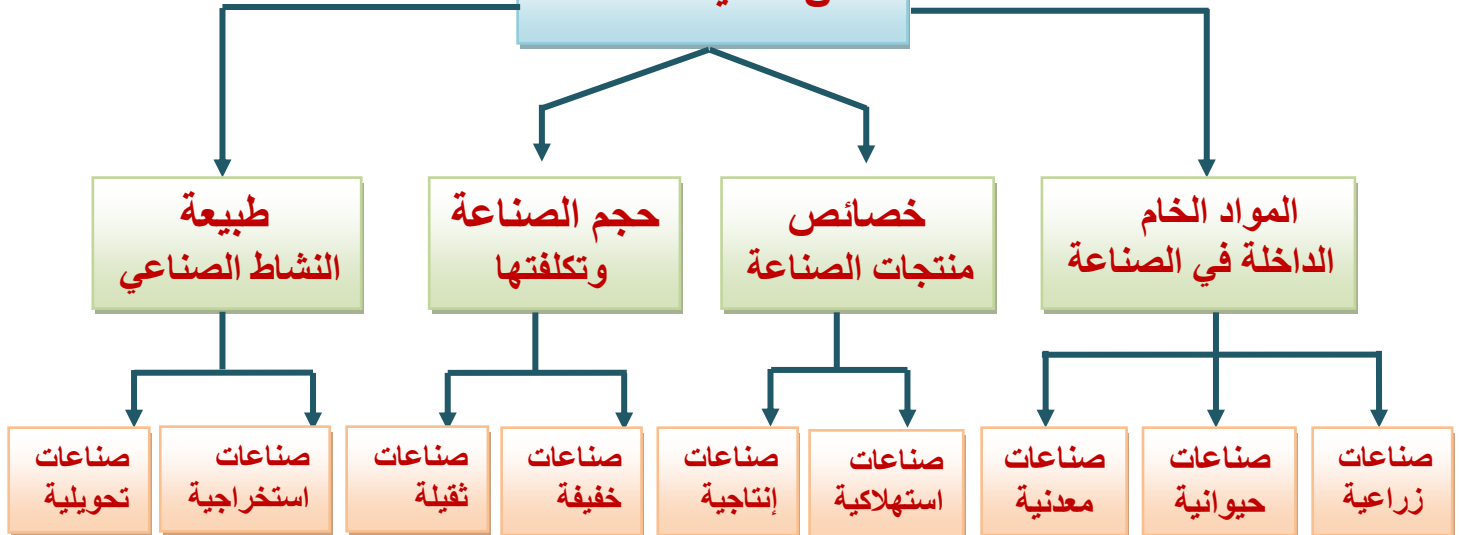 المواد الخام
الداخلة في الصناعة
خصائص
منتجات الصناعة
حجم الصناعة
وتكلفتها
طبيعة
النشاط الصناعي
صناعات
زراعية
صناعات
حيوانية
صناعات
معدنية
صناعات
استهلاكية
صناعات
إنتاجية
صناعات
خفيفة
صناعات
ثقيلة
صناعات
استخراجية
صناعات
تحويلية